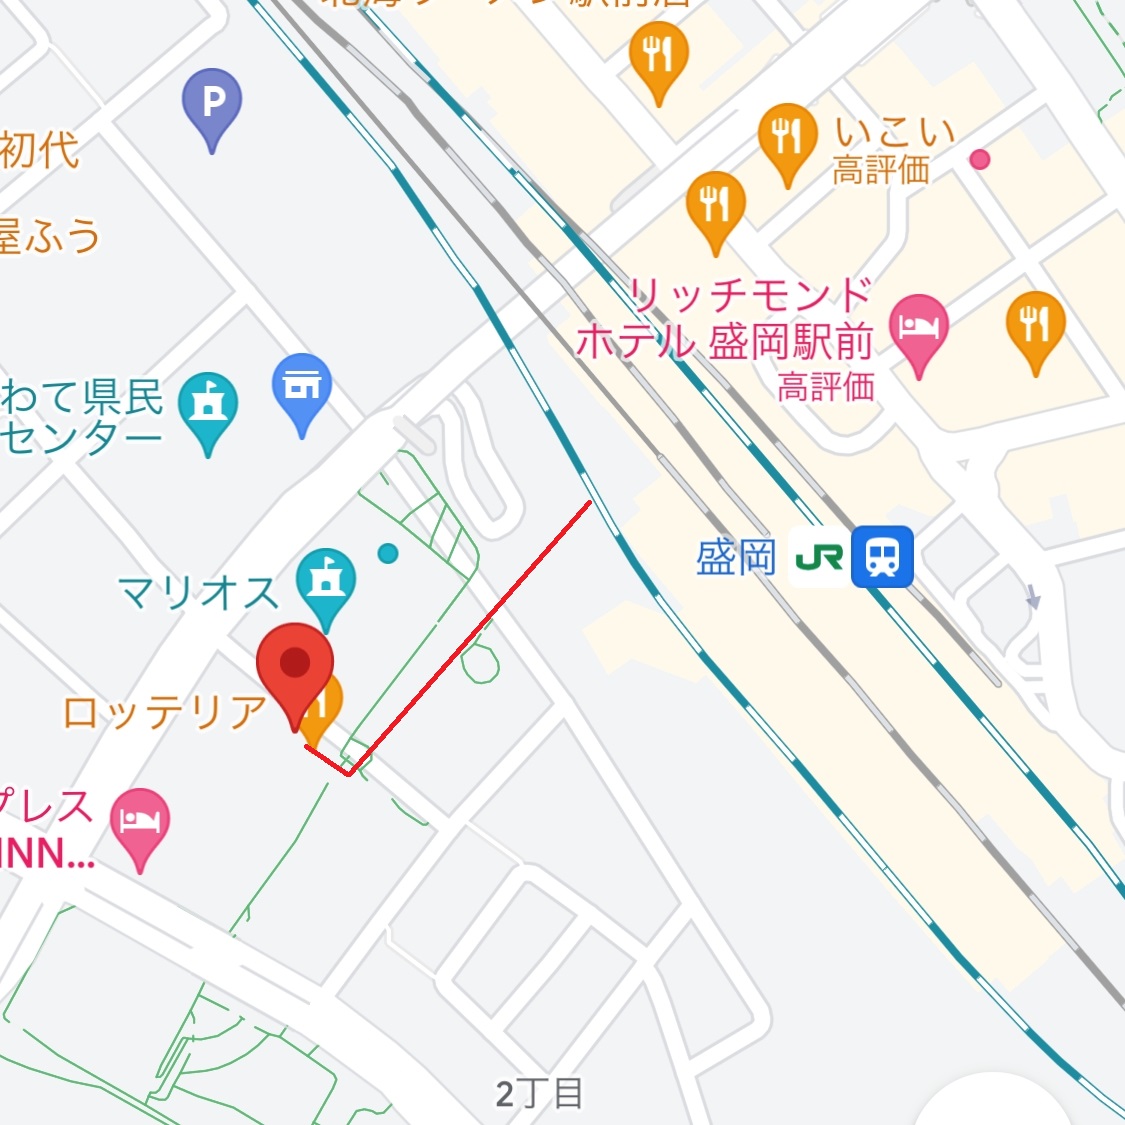 P
いこい
高評価
初代
屋ふう
リッチモンド
ホテル 盛岡駅前
高評価
わて県民
センター
盛岡 JR
マリオス
ロッテリア
プレス
INN...
2丁目